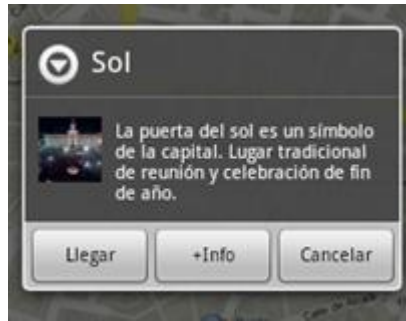 Sol
La puerta del sol es un símbolo
de la capital. Lugar tradicional
de reunión y celebración de fin
de año.
Llegar
+Info
Cancelar